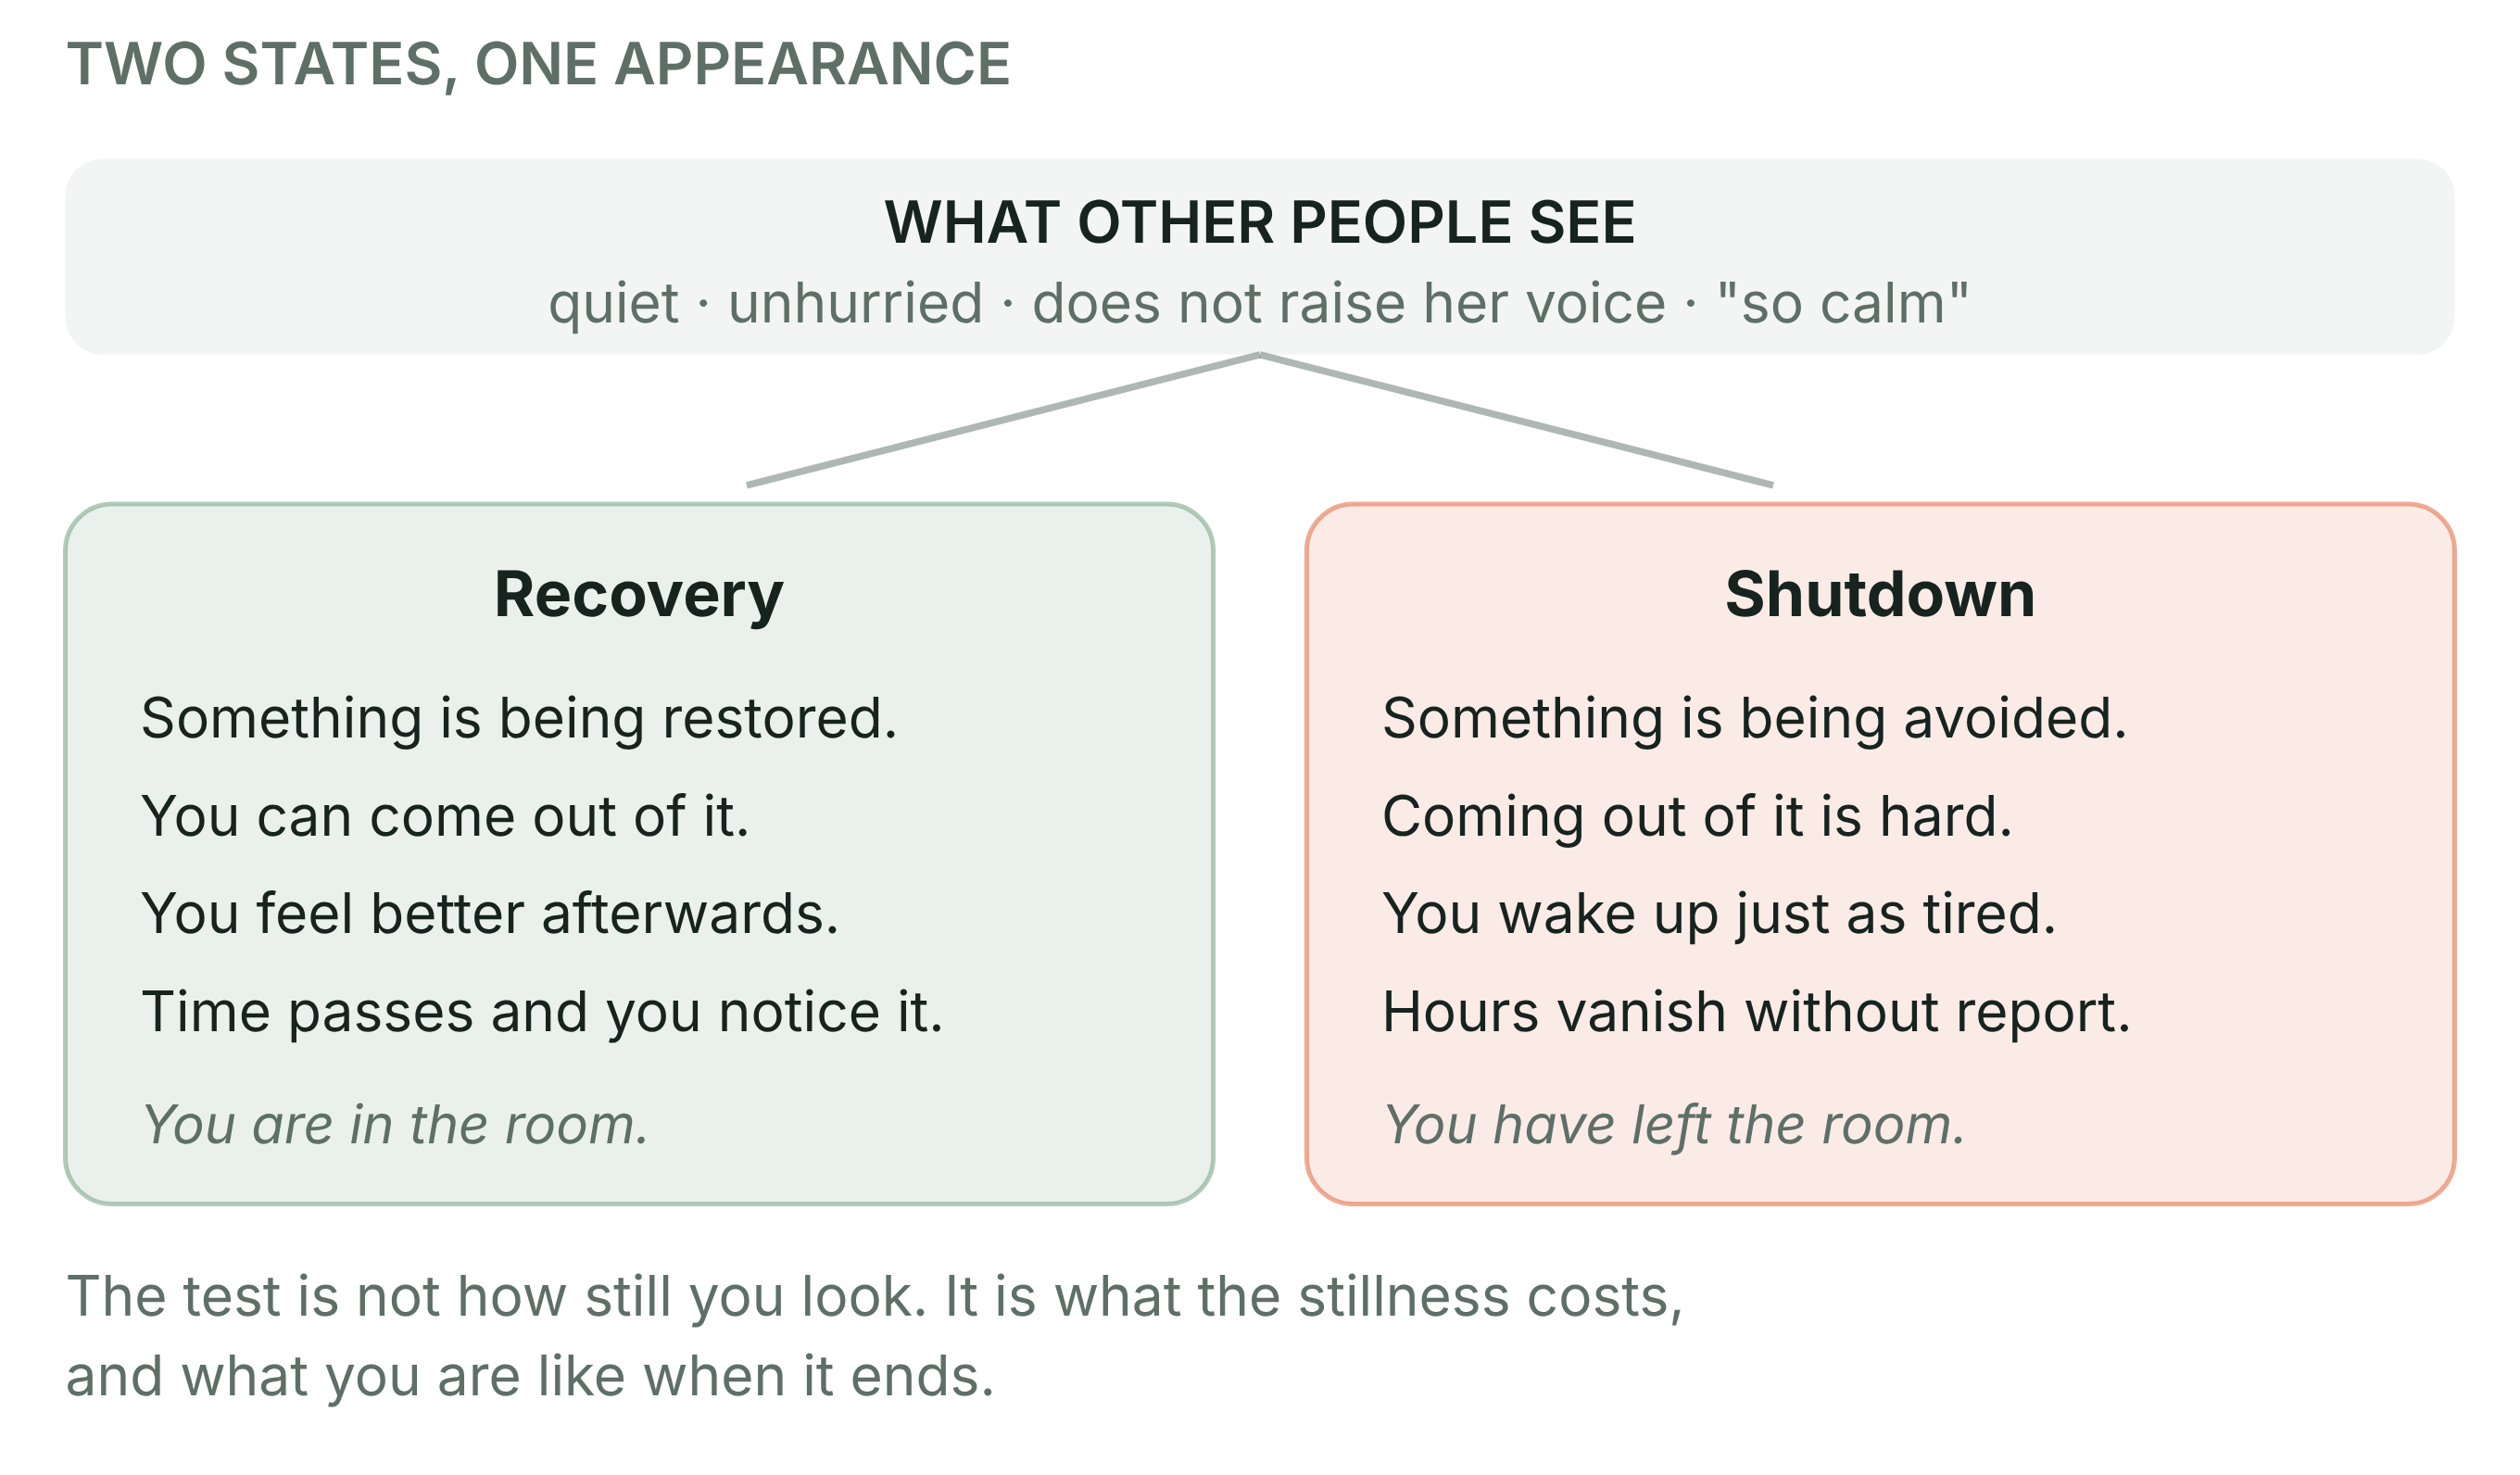 TWO STATES, ONE APPEARANCE
WHAT OTHER PEOPLE SEE
quiet · unhurried · does not raise her voice · "so calm"
Recovery
Something is being restored.
You can come out of it.
You feel better afterwards.
Time passes and you notice it.
You are in the room.
Shutdown
Something is being avoided.
Coming out of it is hard.
You wake up just as tired.
Hours vanish without report.
You have left the room.
The test is not how still you look. It is what the stillness costs,
and what you are like when it ends.